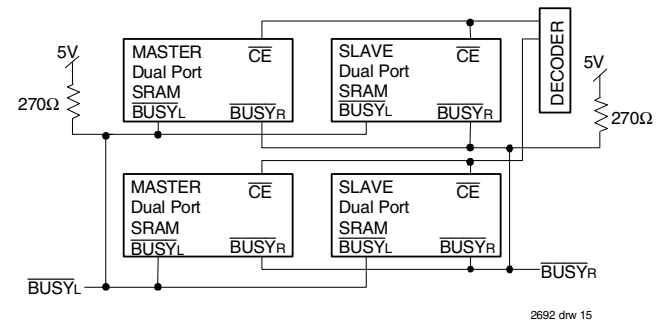 MASTER
Dual Port
SRAM
BUSYL
CE
BUSYR
SLAVE
Dual Port
SRAM
BUSYL
CE
BUSYR
DECODER
5V
270Ω
5V
270Ω
MASTER
Dual Port
SRAM
BUSYL
CE
BUSYR
SLAVE
Dual Port
SRAM
BUSYL
CE
BUSYR
BUSYL
BUSYR
2692 drw 15